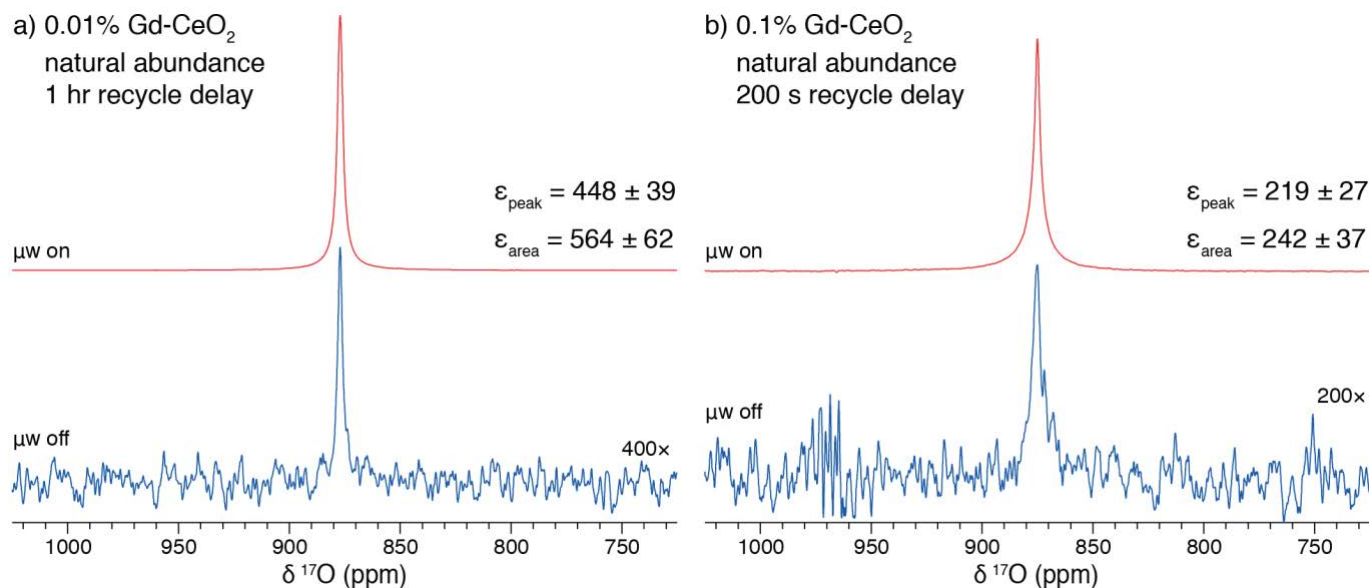 a) 0.01% Gd-CeO₂
natural abundance
1 hr recycle delay
εpeak = 448 ± 39
εarea = 564 ± 62
μw on
μw off
400×
1000 950 900 850 800 750
δ ¹⁷O (ppm)
b) 0.1% Gd-CeO₂
natural abundance
200 s recycle delay
εpeak = 219 ± 27
εarea = 242 ± 37
μw on
μw off
200×
1000 950 900 850 800 750
δ ¹⁷O (ppm)